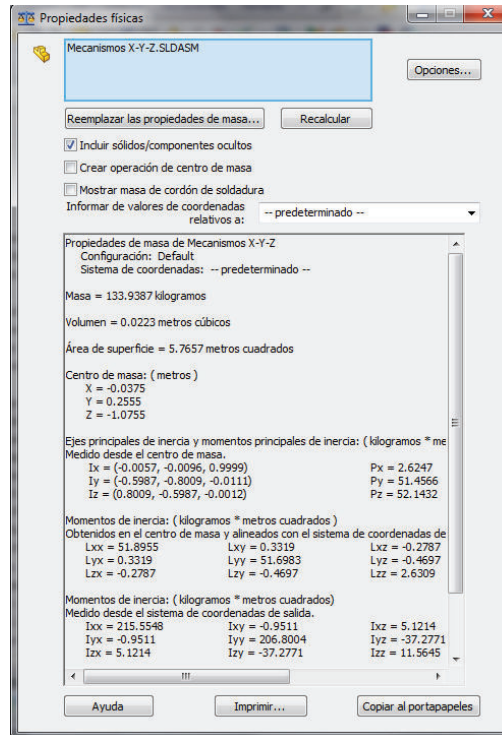 Propiedades físicas
Mecanismos X-Y-Z.SLDASM
Opciones...
Reemplazar las propiedades de masa...
Recalcular
Incluir sólidos/componentes ocultos
Crear operación de centro de masa
Mostrar masa de cordón de soldadura
Informar de valores de coordenadas
relativos a:
-- predeterminado --
Propiedades de masa de Mecanismos X-Y-Z
Configuración: Default
Sistema de coordenadas: -- predeterminado --
Masa = 133.9387 kilogramos
Volumen = 0.0223 metros cúbicos
Área de superficie = 5.7657 metros cuadrados
Centro de masa: ( metros )
X = -0.0375
Y = 0.2555
Z = -1.0755
Ejes principales de inercia y momentos principales de inercia: ( kilogramos * me
Medido desde el centro de masa.
Ix = (-0.0057, -0.0096, 0.9999) Px = 2.6247
Iy = (-0.5987, -0.8009, -0.0111) Py = 51.4566
Iz = (0.8009, -0.5987, -0.0012) Pz = 52.1432
Momentos de inercia: ( kilogramos * metros cuadrados )
Obtenidos en el centro de masa y alineados con el sistema de coordenadas de
Lxx = 51.8955 Lxy = 0.3319 Lxz = -0.2787
Lyx = 0.3319 Lyy = 51.6983 Lyz = -0.4697
Lzx = -0.2787 Lzy = -0.4697 Lzz = 2.6309
Momentos de inercia: ( kilogramos * metros cuadrados)
Medido desde el sistema de coordenadas de salida.
Ixx = 215.5548 Ixy = -0.9511 Ixz = 5.1214
Iyx = -0.9511 Iyy = 206.8004 Iyz = -37.2771
Izx = 5.1214 Izy = -37.2771 Izz = 11.5645
Ayuda
Imprimir...
Copiar al portapapeles